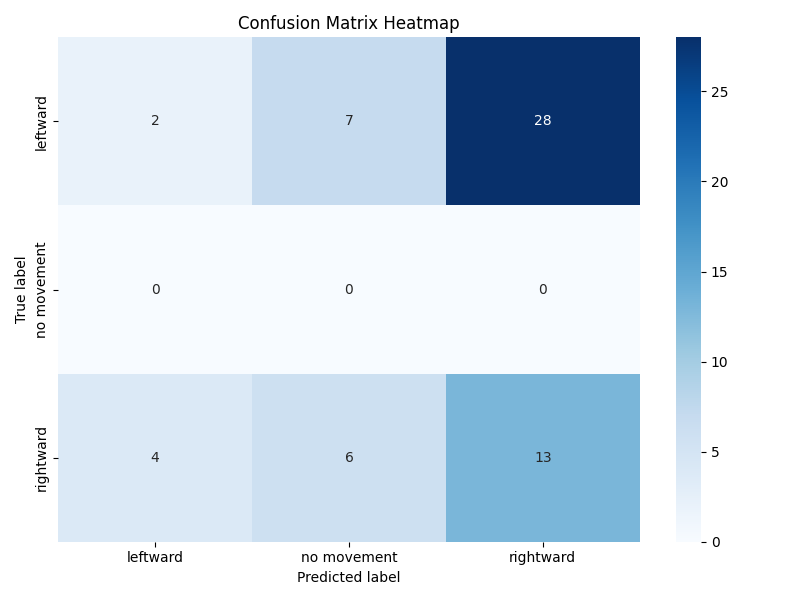 Confusion Matrix Heatmap
True label
leftward
2 7 28
no movement
0 0 0
rightward
4 6 13
leftward no movement rightward
Predicted label
25
20
15
10
5
0